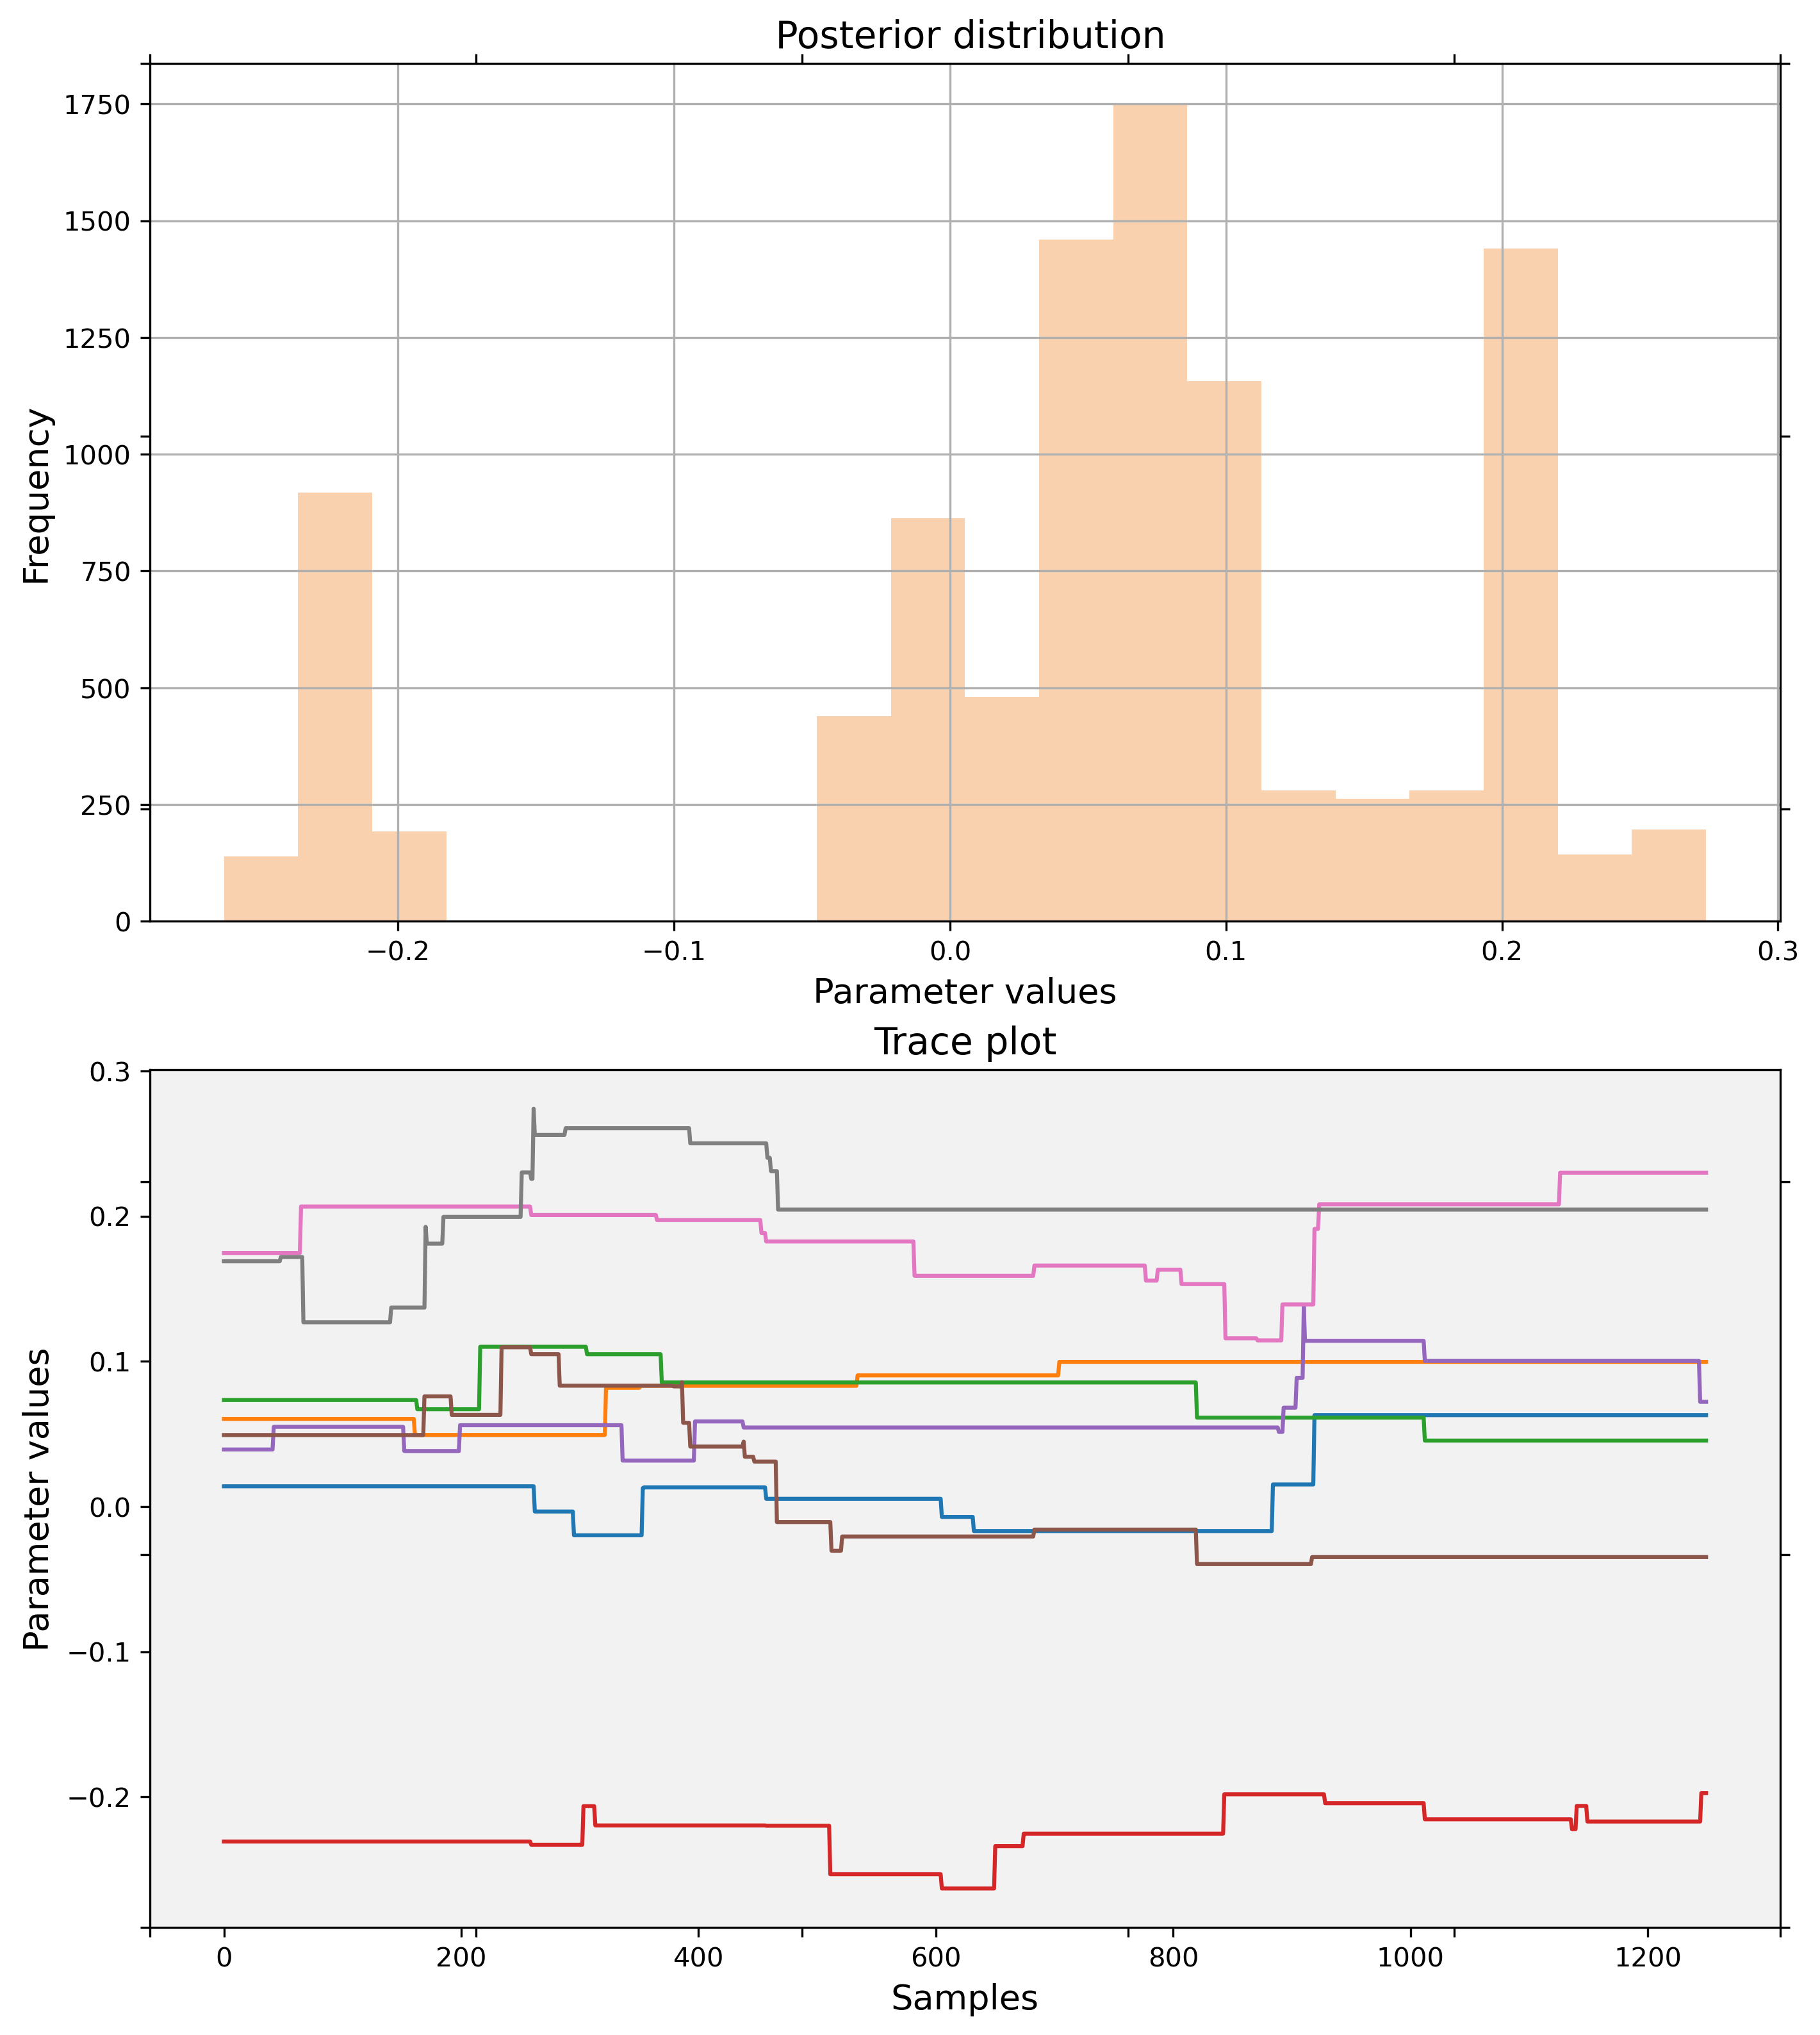 Posterior distribution
1750
1500
1250
1000
750
500
250
0
Frequency
−0.2 −0.1 0.0 0.1 0.2 0.3
Parameter values
Trace plot
0.3
0.2
0.1
0.0
−0.1
−0.2
Parameter values
0 200 400 600 800 1000 1200
Samples